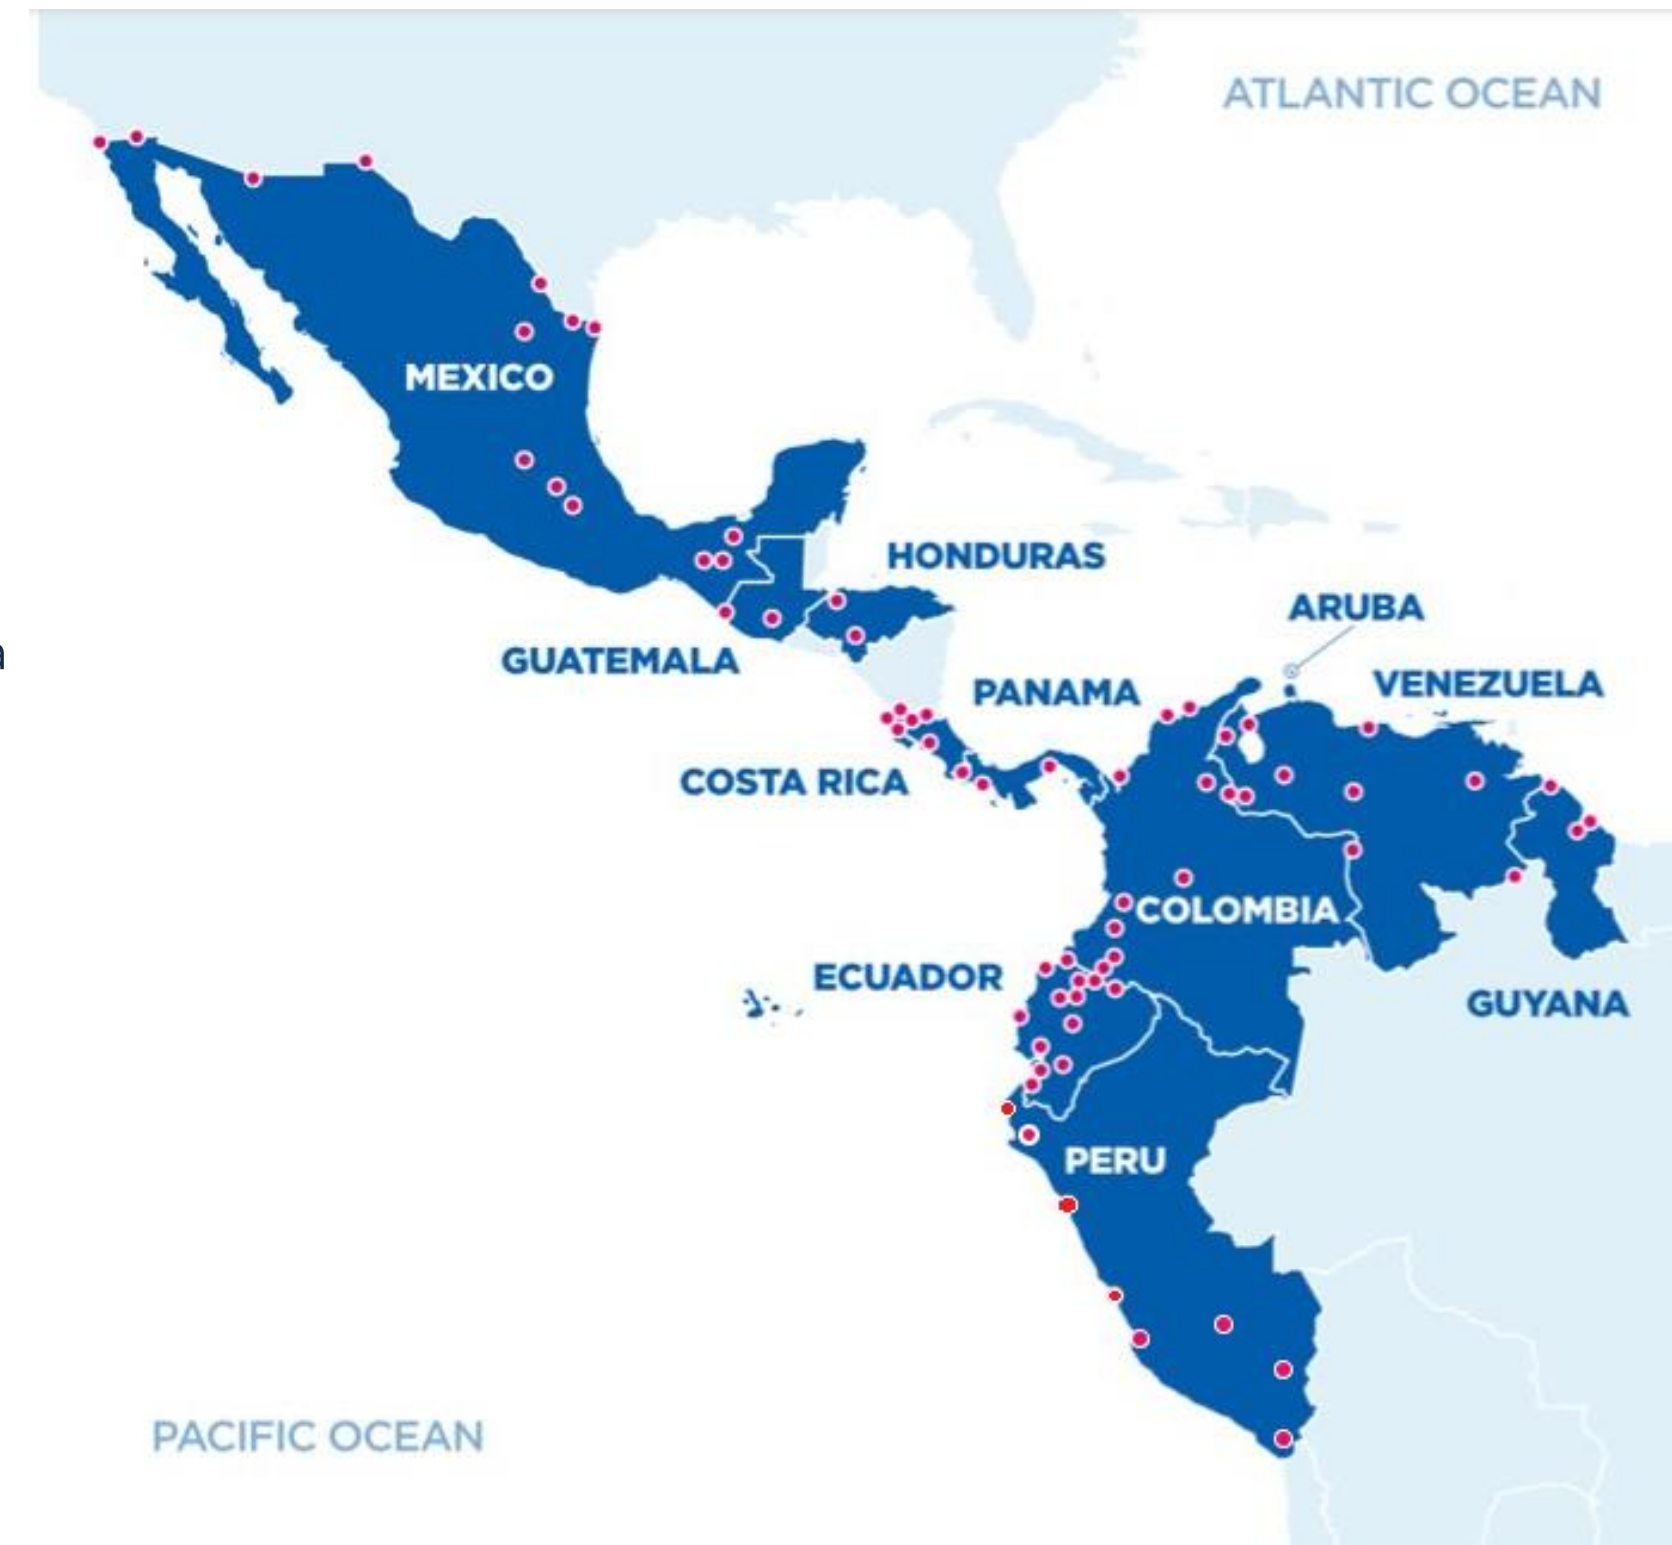 ATLANTIC OCEAN
MEXICO
HONDURAS
ARUBA
GUATEMALA
PANAMA
VENEZUELA
COSTA RICA
COLOMBIA
ECUADOR
GUYANA
PERU
PACIFIC OCEAN